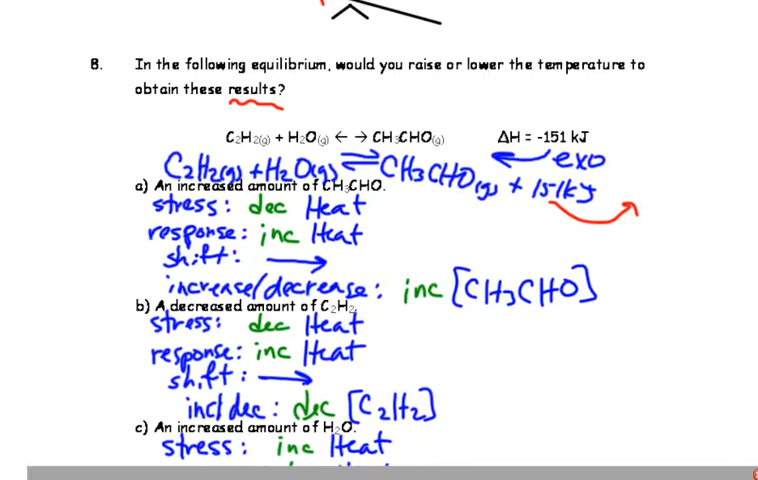 8. In the following equilibrium, would you raise or lower the temperature to
obtain these results?
C₂H₂(g) + H₂O(g) ← → CH₃CHO(g) ΔH = -151 kJ
C2H2(g) + H2O(g) ⇌ CH3CHO(g) + 151kJ ← exo
a) An increased amount of CH₃CHO.
stress: dec Heat
response: inc Heat
shift: →
increase/decrease: inc [CH3CHO]
b) A decreased amount of C₂H₂.
stress: dec Heat
response: inc Heat
shift: →
inc/dec: dec [C2H2]
c) An increased amount of H₂O.
stress: inc Heat